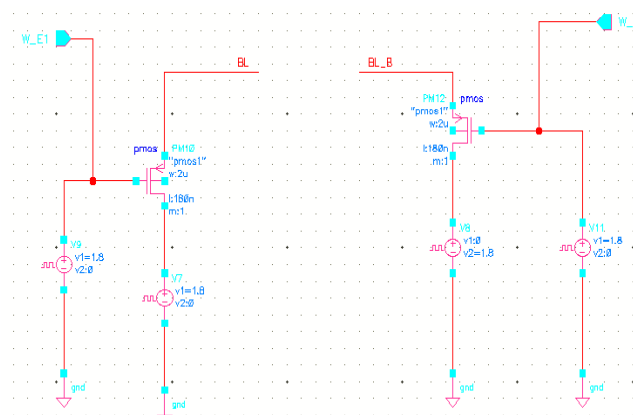 W_E1
BL
BL_B
W_
PM12
pmos
"pmos1"
w:2u
l:180n
m:1
pmos
PM10
"pmos1"
w:2u
l:180n
m:1
V9
v1=1.8
v2:0
V7
v1=1.8
v2:0
V8
v1:0
v2=1.8
V11
v1=1.8
v2:0
gnd
gnd
gnd
gnd